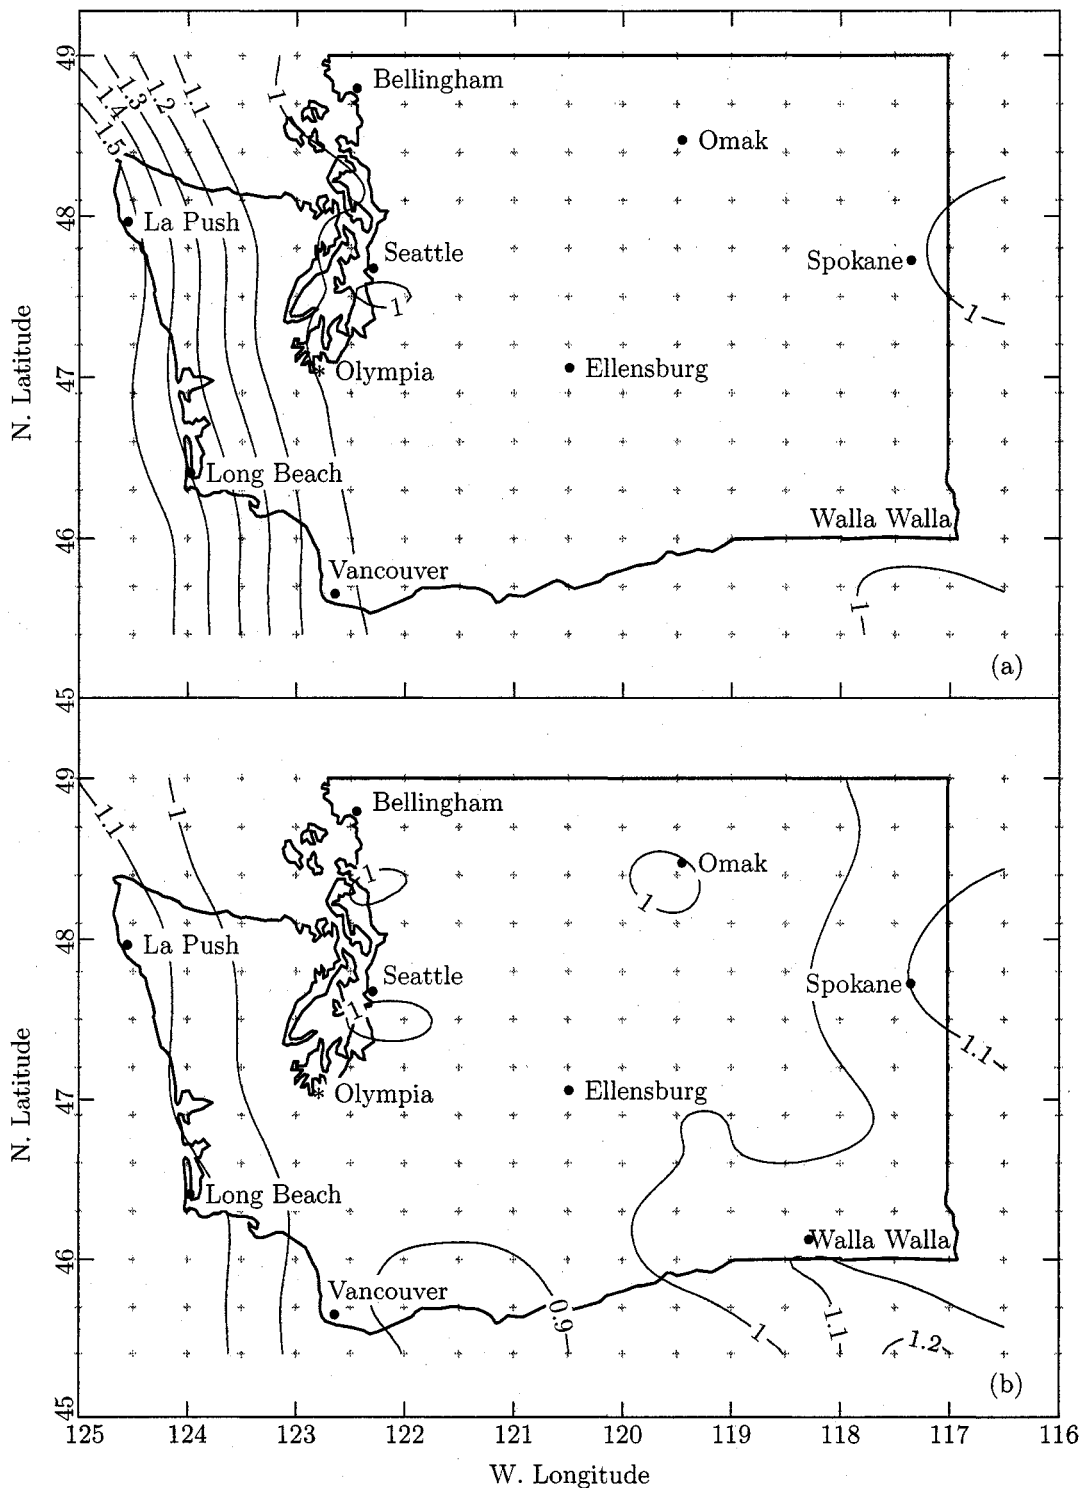 49
1.5
1.4
1.3
1.2
1.1
1
Bellingham
Omak
48
La Push
Seattle
Spokane
1
1
N. Latitude
47
* Olympia
Ellensburg
Long Beach
46
Walla Walla
Vancouver
1
(a)
45
49
1.1
1
Bellingham
1
Omak
1
48
La Push
Seattle
Spokane
1
1.1
N. Latitude
47
* Olympia
Ellensburg
Long Beach
46
Walla Walla
Vancouver
0.9
1
1.1
1.2
(b)
45
125 124 123 122 121 120 119 118 117 116
W. Longitude